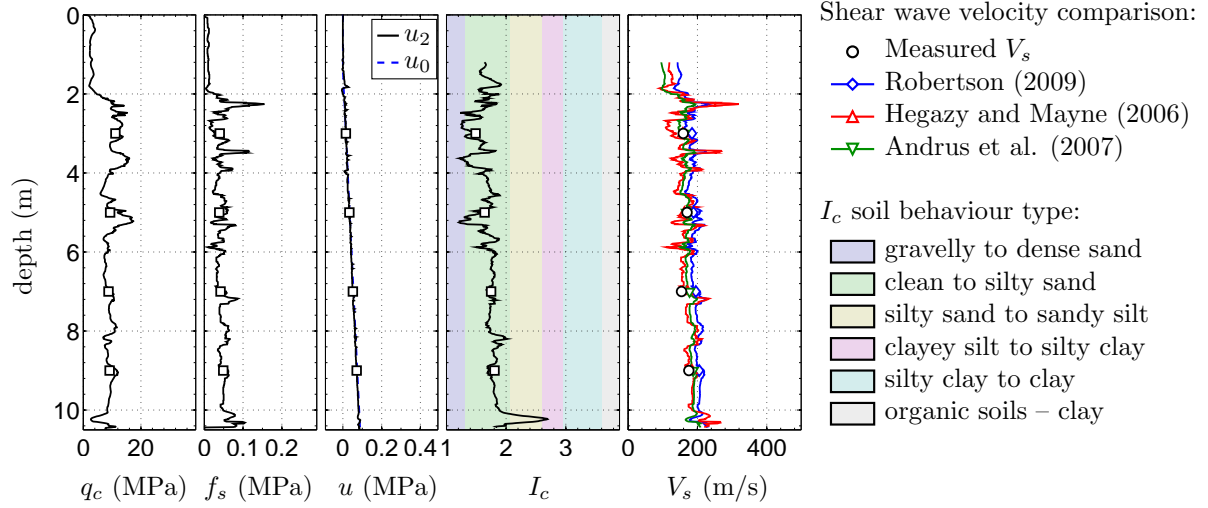 0
2
4
6
8
10
depth (m)
0 20 40
q_c (MPa)
0 0.1 0.2
f_s (MPa)
u_2
u_0
0 0.2 0.4
u (MPa)
1 2 3
I_c
0 200 400
V_s (m/s)
Shear wave velocity comparison:
Measured V_s
Robertson (2009)
Hegazy and Mayne (2006)
Andrus et al. (2007)
I_c soil behaviour type:
gravelly to dense sand
clean to silty sand
silty sand to sandy silt
clayey silt to silty clay
silty clay to clay
organic soils – clay